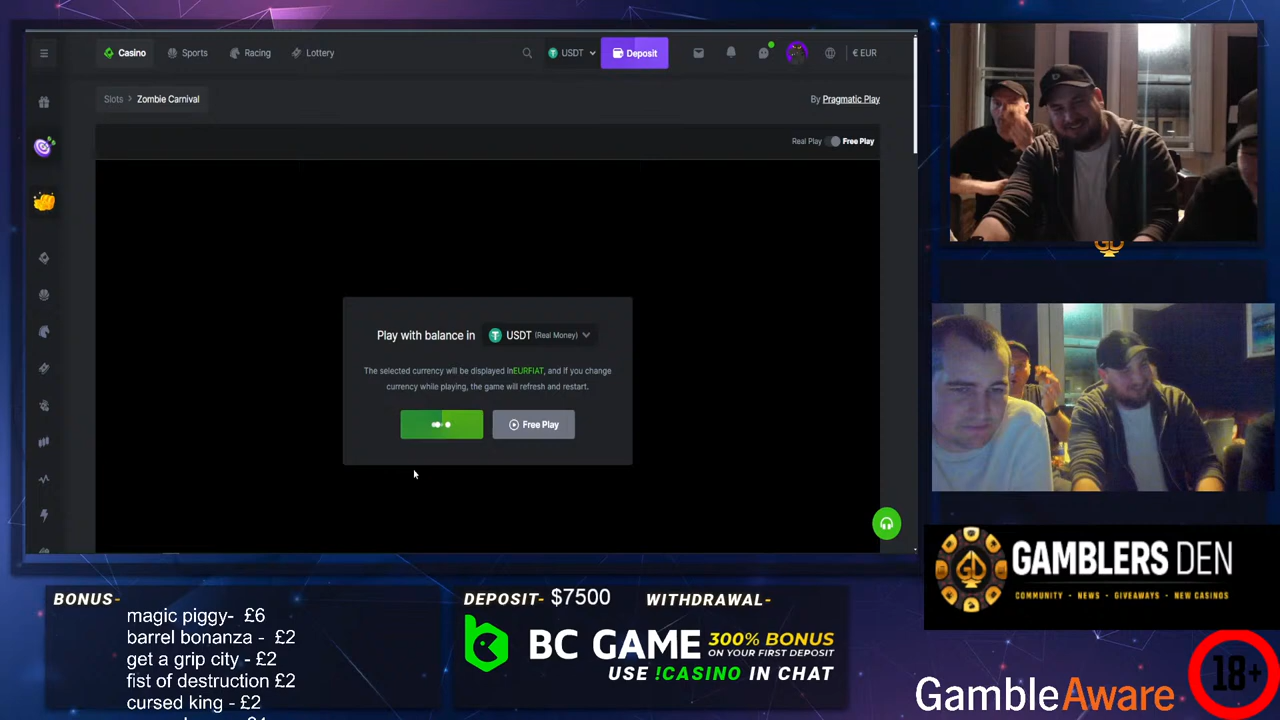 Casino
Sports
Racing
Lottery
USDT
Deposit
€ EUR
Slots > Zombie Carnival
By Pragmatic Play
Real Play
Free Play
Play with balance in USDT (Real Money)
The selected currency will be displayed inEURFIAT, and if you change
currency while playing, the game will refresh and restart.
Free Play
GD
GAMBLERS DEN
COMMUNITY - NEWS - GIVEAWAYS - NEW CASINOS
BONUS-
magic piggy- £6
barrel bonanza - £2
get a grip city - £2
fist of destruction £2
cursed king - £2
DEPOSIT- $7500
WITHDRAWAL-
BC GAME
300% BONUS
ON YOUR FIRST DEPOSIT
USE !CASINO IN CHAT
GambleAware
18+